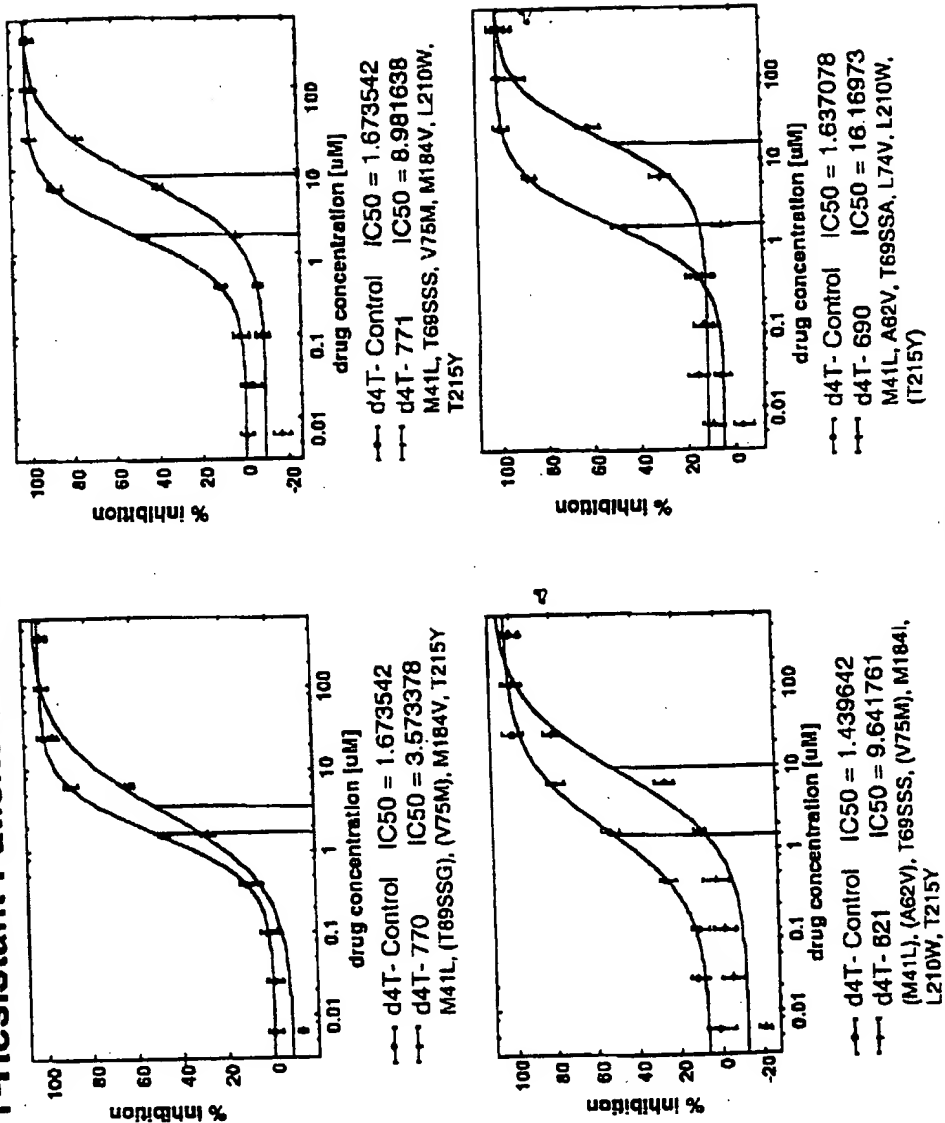 -Resistant
% inhibition
100
80
60
40
20
0
0.01 0.1 1 10 100
drug concentration [uM]
d4T- Control IC50 = 1.673542
d4T- 770 IC50 = 3.573378
M41L, (T69SSG), (V75M), M184V, T215Y
% inhibition
100
80
60
40
20
0
-20
0.01 0.1 1 10 100
drug concentration [uM]
d4T- Control IC50 = 1.673542
d4T- 771 IC50 = 8.981638
M41L, T69SSS, V75M, M184V, L210W,
T215Y
% inhibition
100
80
60
40
20
0
-20
0.01 0.1 1 10 100
drug concentration [uM]
d4T- Control IC50 = 1.439642
d4T- 621 IC50 = 9.641761
(M41L), (A62V), T69SSS, (V75M), M184I,
L210W, T215Y
% inhibition
100
80
60
40
20
0
0.01 0.1 1 10 100
drug concentration [uM]
d4T- Control IC50 = 1.637078
d4T- 690 IC50 = 16.16973
M41L, A62V, T69SSA, L74V, L210W,
(T215Y)